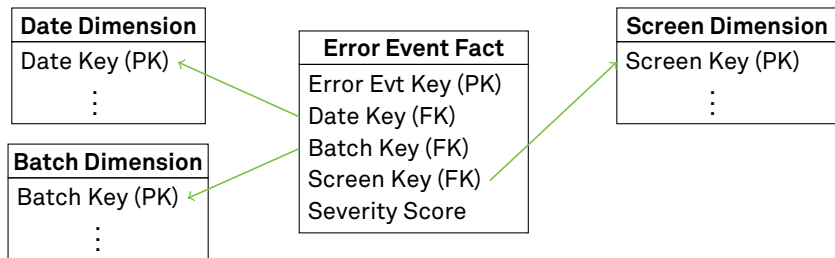 Date Dimension
Date Key (PK)
⋮
Batch Dimension
Batch Key (PK)
⋮
Error Event Fact
Error Evt Key (PK)
Date Key (FK)
Batch Key (FK)
Screen Key (FK)
Severity Score
Screen Dimension
Screen Key (PK)
⋮